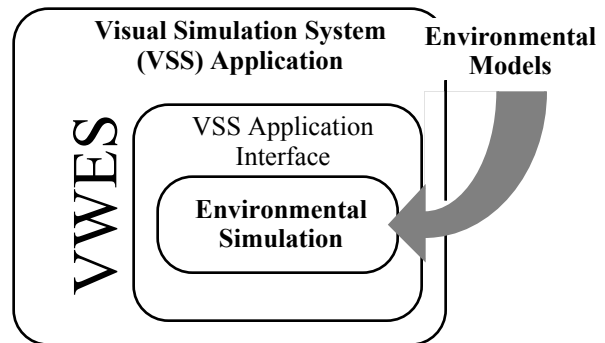 Visual Simulation System
(VSS) Application
Environmental
Models
VWES
VSS Application
Interface
Environmental
Simulation